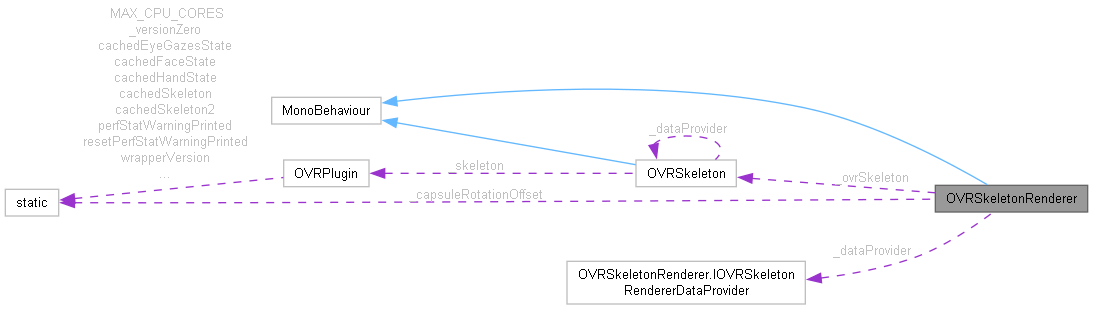 MAX_CPU_CORES
_versionZero
cachedEyeGazesState
cachedFaceState
cachedHandState
cachedSkeleton
cachedSkeleton2
perfStatWarningPrinted
resetPerfStatWarningPrinted
wrapperVersion
...
MonoBehaviour
_dataProvider
OVRPlugin
_skeleton
OVRSkeleton
_ovrSkeleton
static
capsuleRotationOffset
OVRSkeletonRenderer
_dataProvider
OVRSkeletonRenderer.IOVRSkeleton
RendererDataProvider